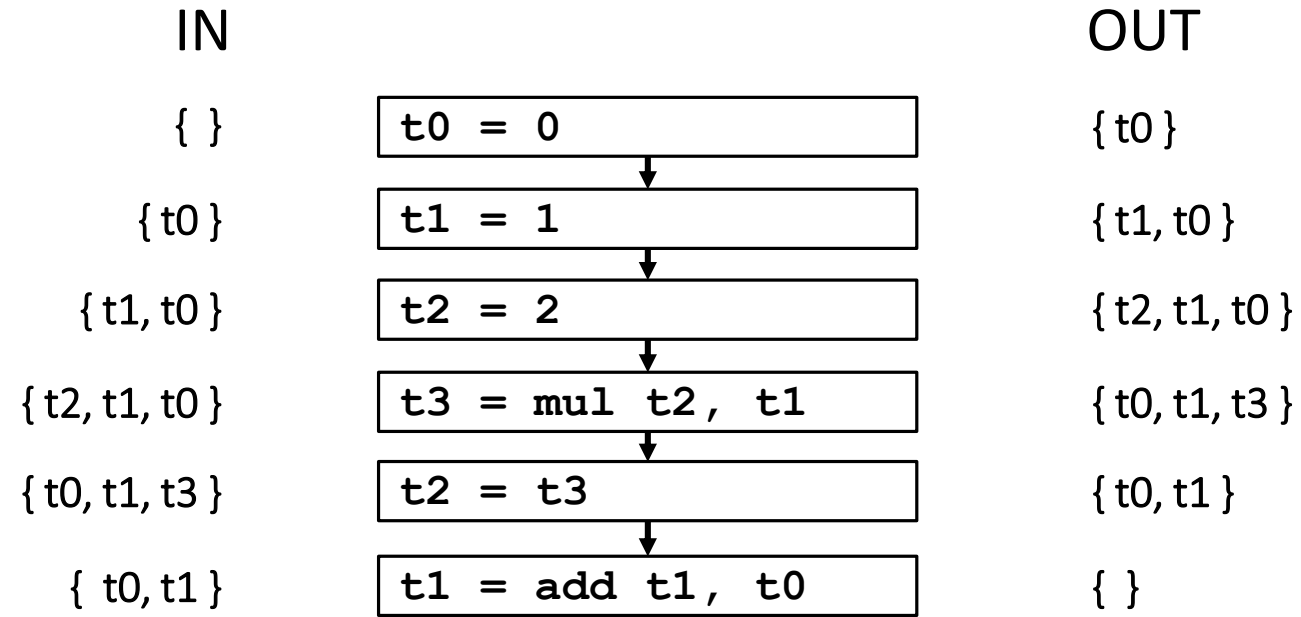 IN OUT
{ } t0 = 0 { t0 }
{ t0 } t1 = 1 { t1, t0 }
{ t1, t0 } t2 = 2 { t2, t1, t0 }
{ t2, t1, t0 } t3 = mul t2, t1 { t0, t1, t3 }
{ t0, t1, t3 } t2 = t3 { t0, t1 }
{ t0, t1 } t1 = add t1, t0 { }